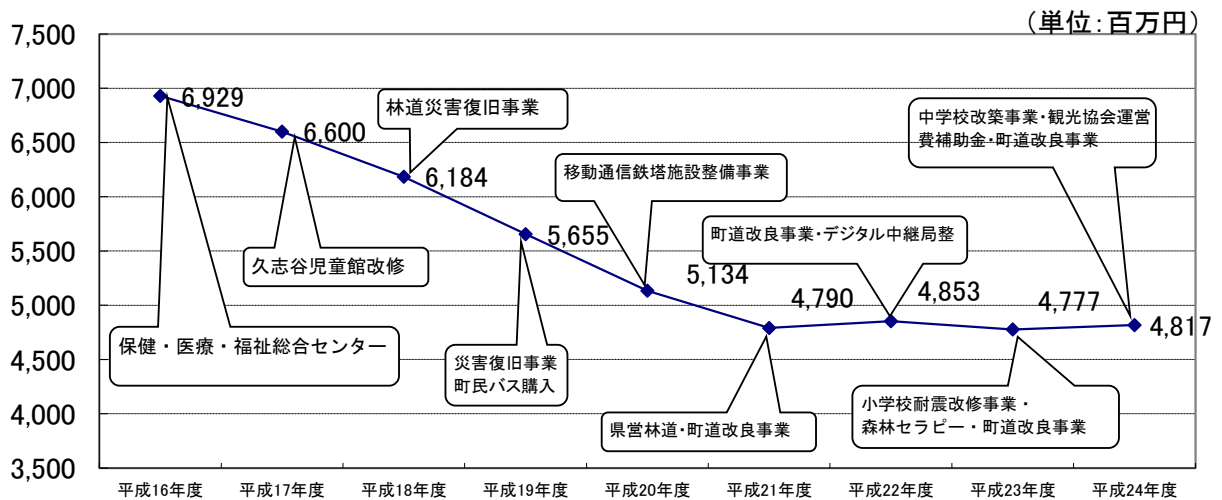 (単位:百万円)
7,500
7,000
6,500
6,000
5,500
5,000
4,500
4,000
3,500
6,929
6,600
6,184
5,655
5,134
4,790
4,853
4,777
4,817
保健・医療・福祉総合センター
久志谷児童館改修
林道災害復旧事業
災害復旧事業
町民バス購入
移動通信鉄塔施設整備事業
県営林道・町道改良事業
町道改良事業・デジタル中継局整
小学校耐震改修事業・
森林セラピー・町道改良事業
中学校改築事業・観光協会運営
費補助金・町道改良事業
平成16年度
平成17年度
平成18年度
平成19年度
平成20年度
平成21年度
平成22年度
平成23年度
平成24年度